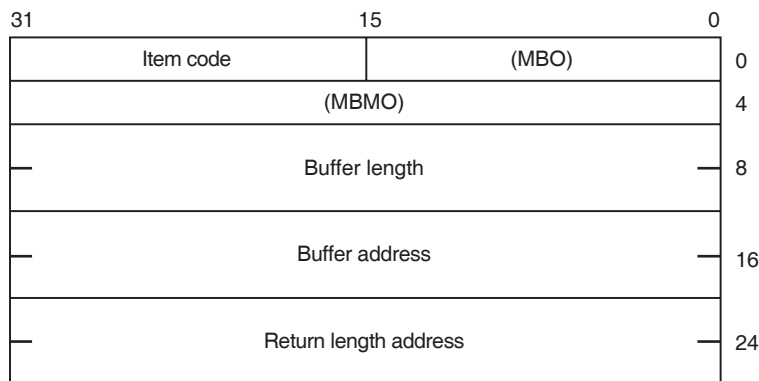 31 15 0
Item code (MBO) 0
(MBMO) 4
Buffer length 8
Buffer address 16
Return length address 24